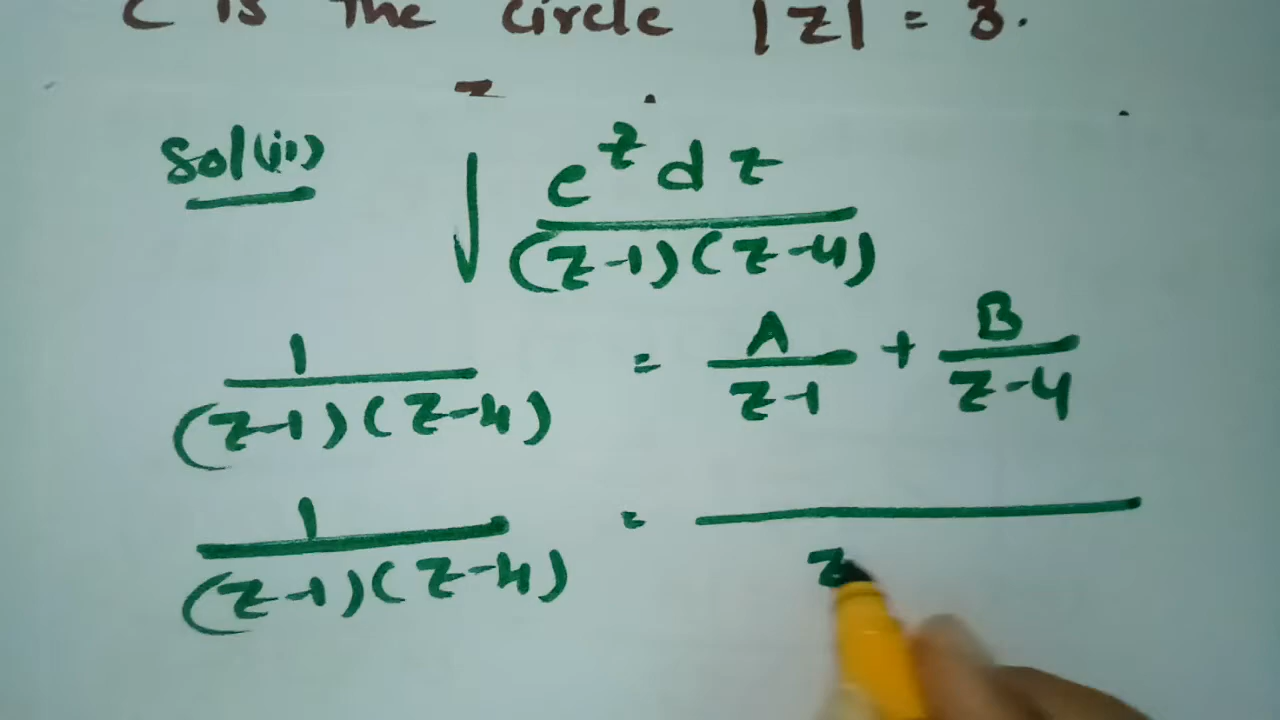 C is the circle |z| = 3.
Sol(ii) ∫ e^z dz / (z-1)(z-4)
1 / (z-1)(z-4) = A / z-1 + B / z-4
1 / (z-1)(z-4) = / z